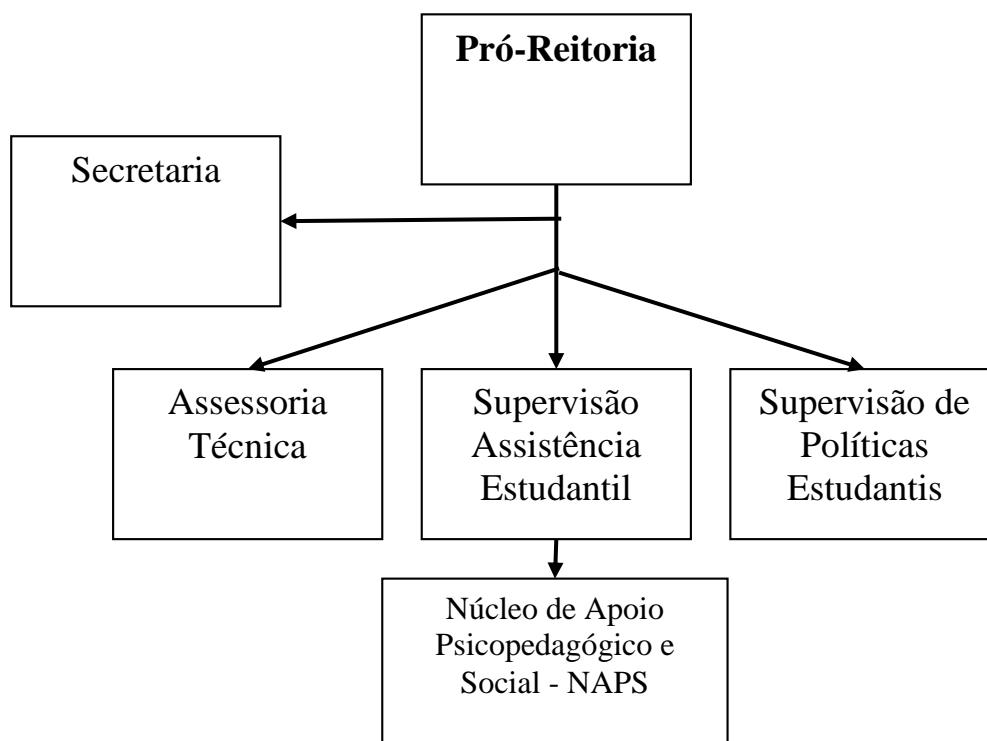 Pró-Reitoria
Secretaria
Assessoria
Técnica
Supervisão
Assistência
Estudantil
Supervisão de
Políticas
Estudantis
Núcleo de Apoio
Psicopedagógico e
Social - NAPS